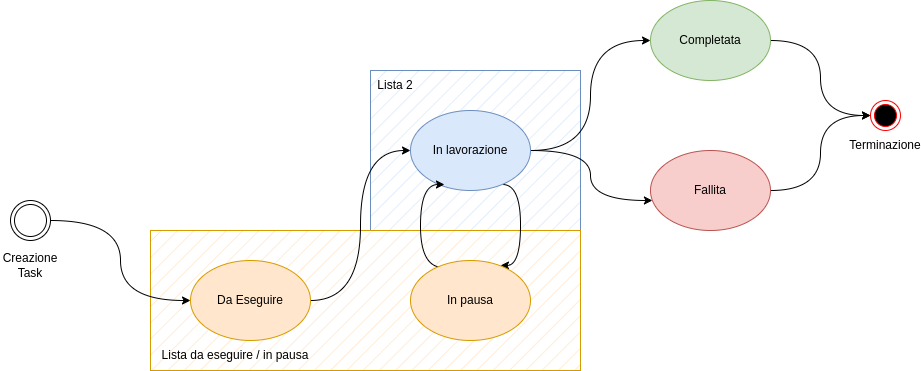 Completata
Lista 2
In lavorazione
Terminazione
Fallita
Creazione
Task
Da Eseguire
In pausa
Lista da eseguire / in pausa